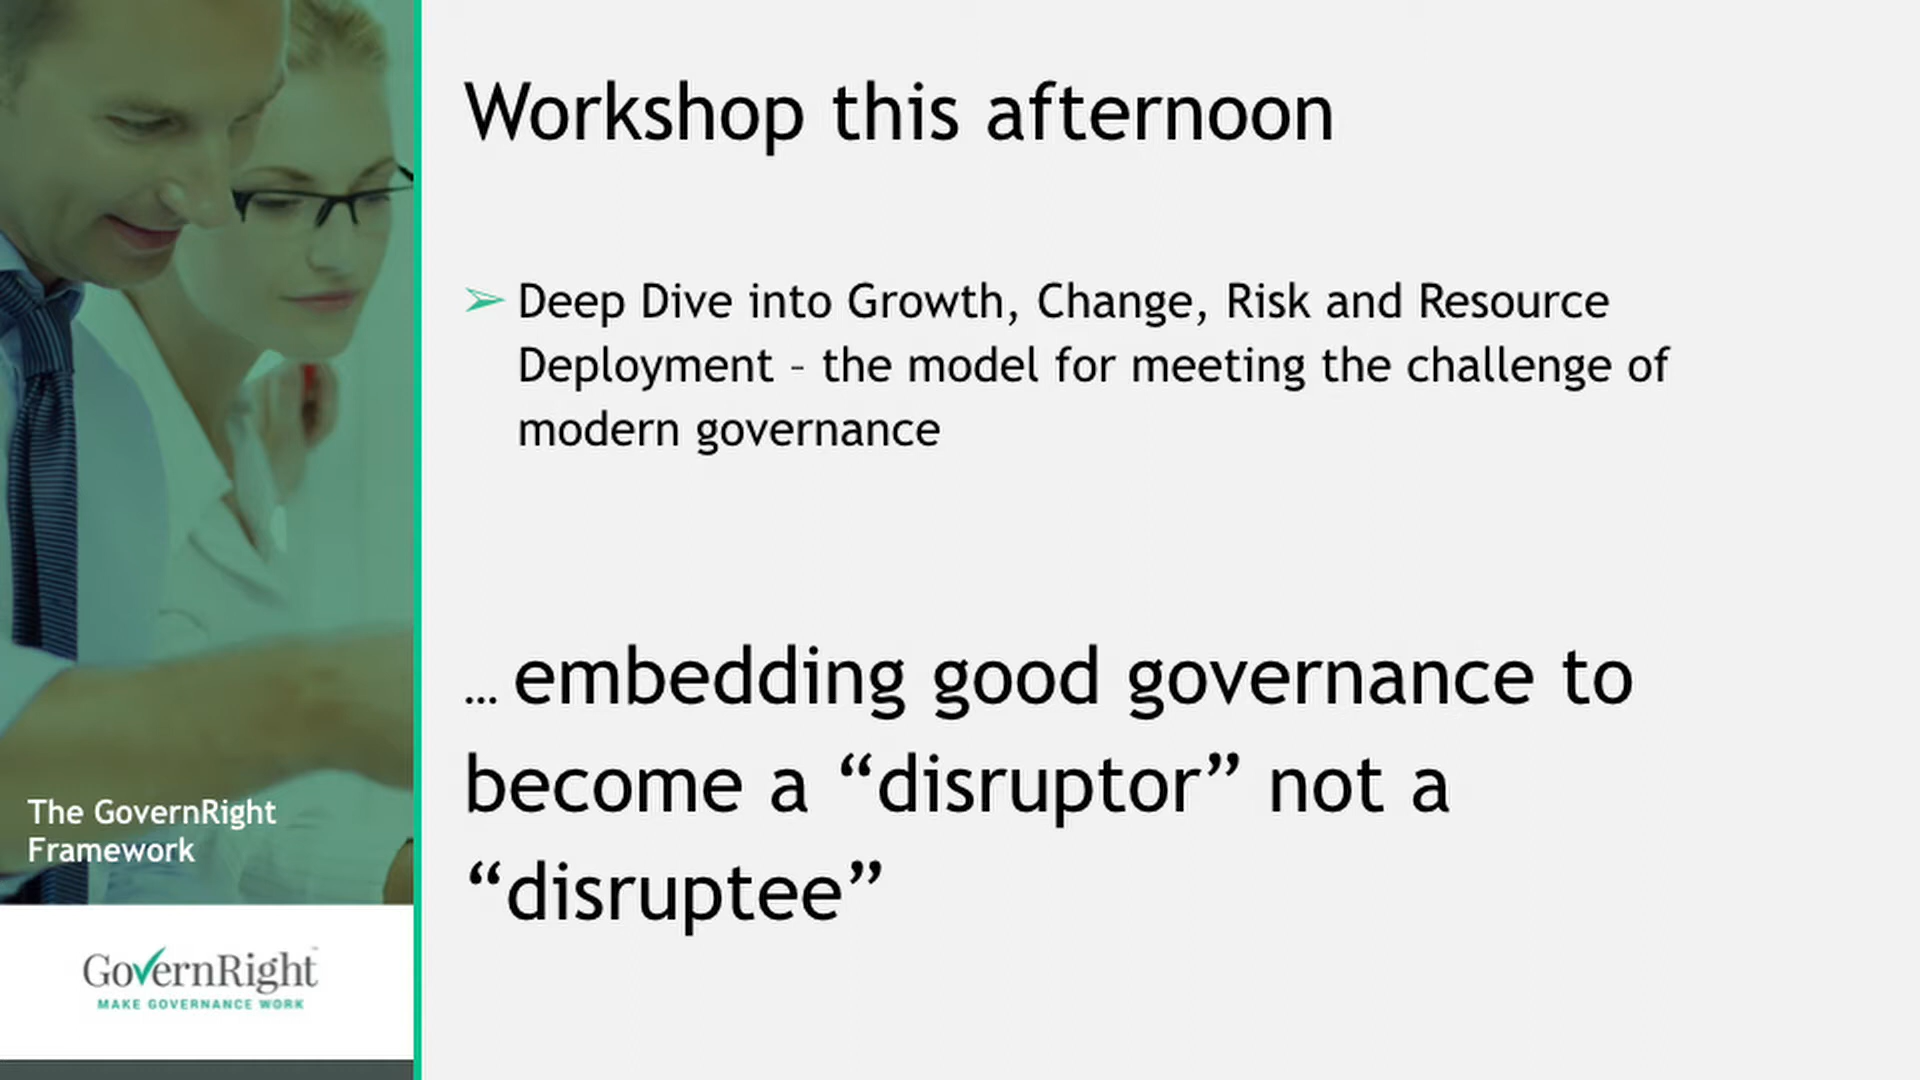 Workshop this afternoon
➢ Deep Dive into Growth, Change, Risk and Resource
Deployment – the model for meeting the challenge of
modern governance
… embedding good governance to
become a “disruptor” not a
“disruptee”
The GovernRight
Framework
GovernRight™
MAKE GOVERNANCE WORK